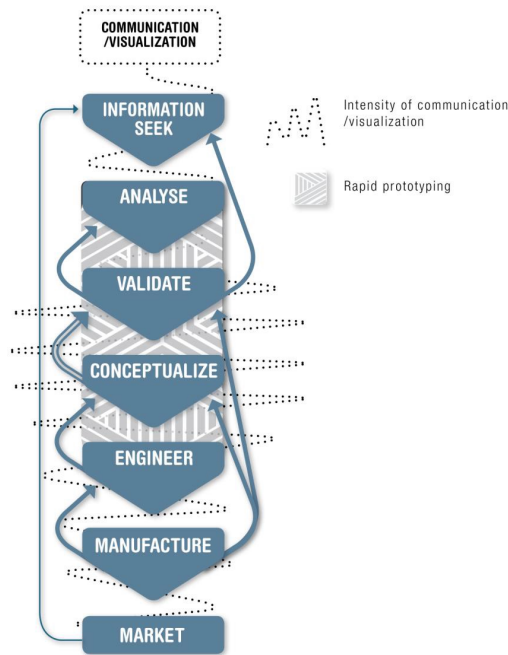 COMMUNICATION
/VISUALIZATION
INFORMATION
SEEK
ANALYSE
VALIDATE
CONCEPTUALIZE
ENGINEER
MANUFACTURE
MARKET
Intensity of communication
/visualization
Rapid prototyping